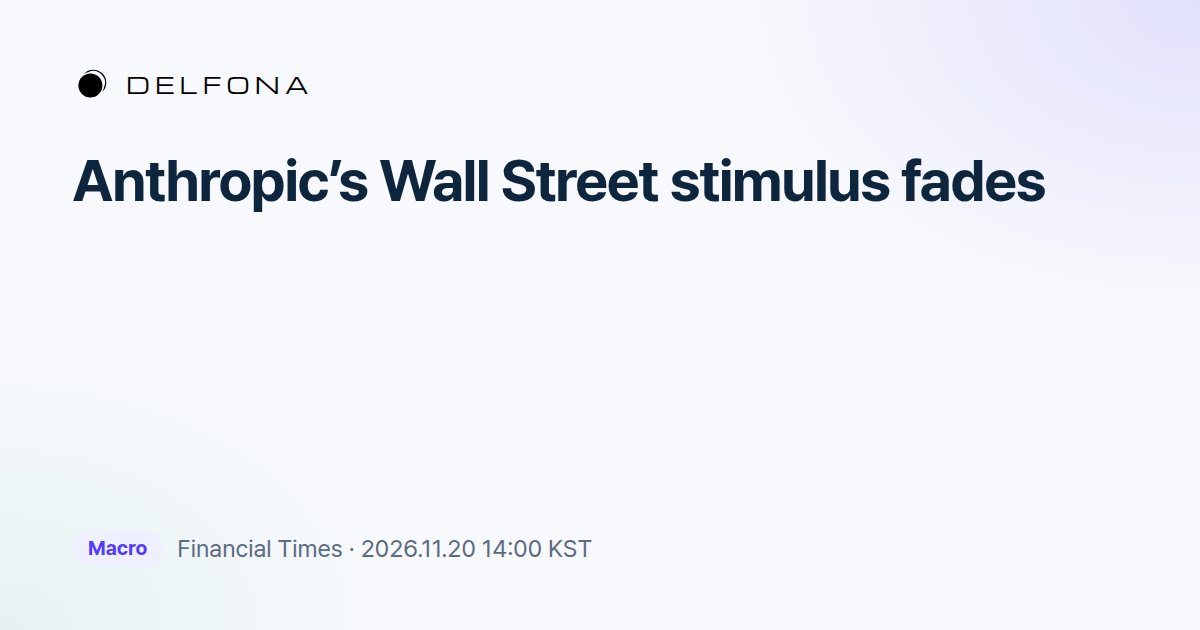 DELFONA
Anthropic’s Wall Street stimulus fades
Macro Financial Times · 2026.11.20 14:00 KST